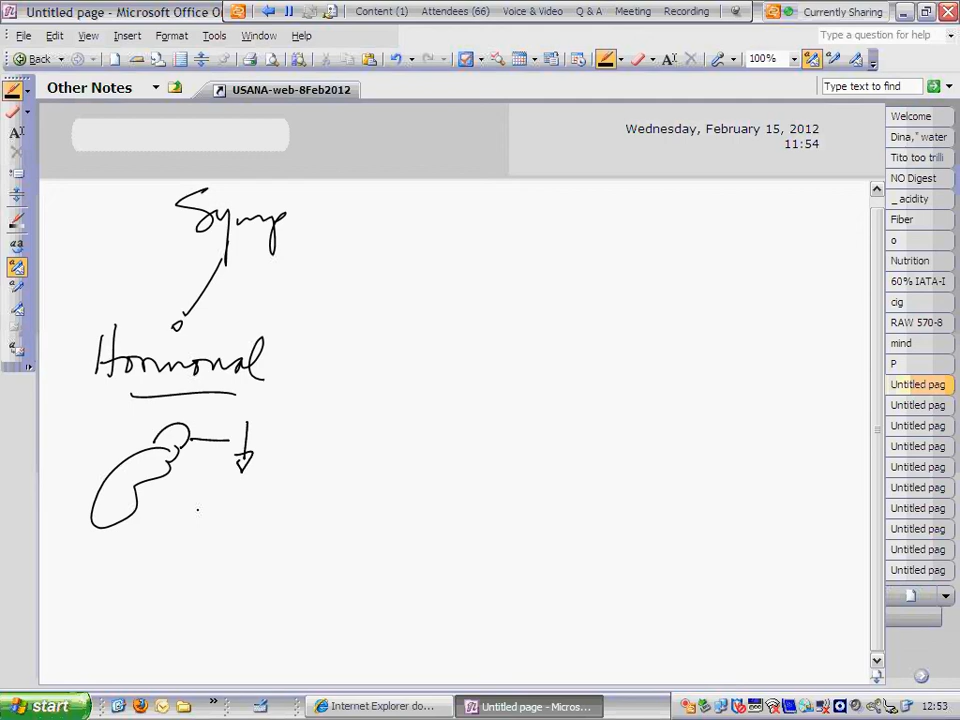 Untitled page - Microsoft Office O
Content (1) Attendees (66) Voice & Video Q & A Meeting Recording Currently Sharing
File Edit View Insert Format Tools Window Help Type a question for help
Back 100%
Other Notes USANA-web-8Feb2012 Type text to find
Wednesday, February 15, 2012
11:54
Symp
Hormonal
Welcome
Dina," water
Tito too trilli
NO Digest
_ acidity
Fiber
o
Nutrition
60% IATA-I
cig
RAW 570-8
mind
P
Untitled pag
Untitled pag
Untitled pag
Untitled pag
Untitled pag
Untitled pag
Untitled pag
Untitled pag
Untitled pag
Untitled pag
start Internet Explorer do... Untitled page - Micros... 12:53